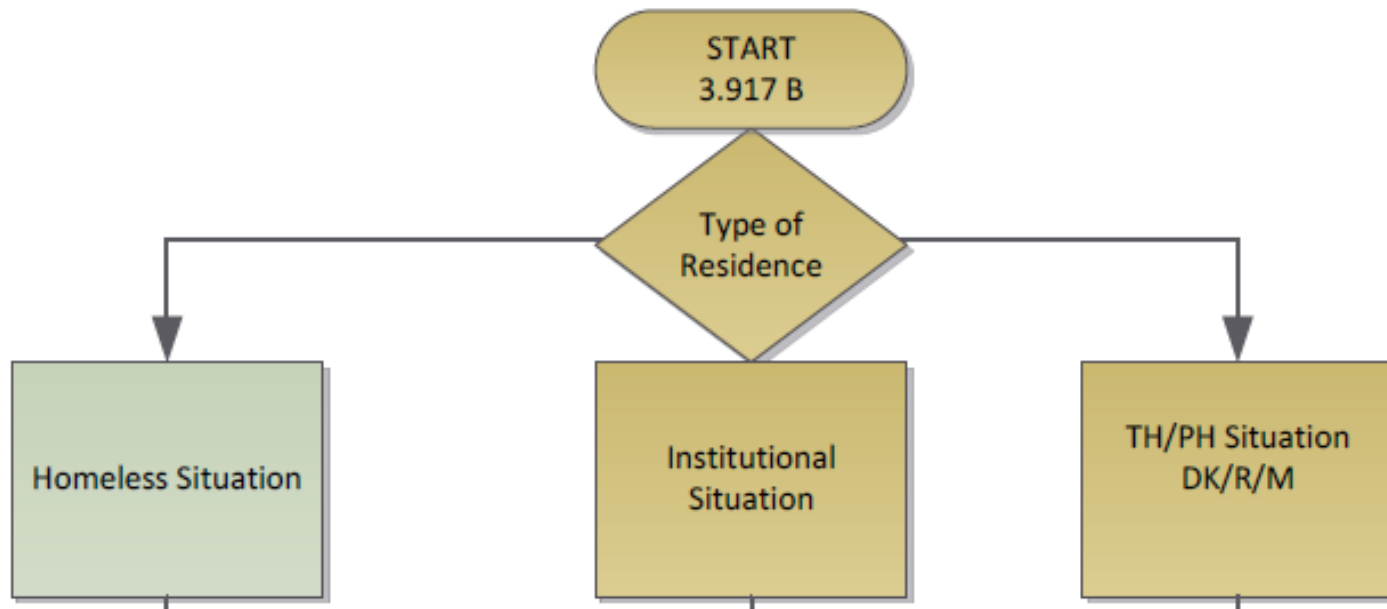 START
3.917 B
Type of
Residence
Homeless Situation
Institutional
Situation
TH/PH Situation
DK/R/M